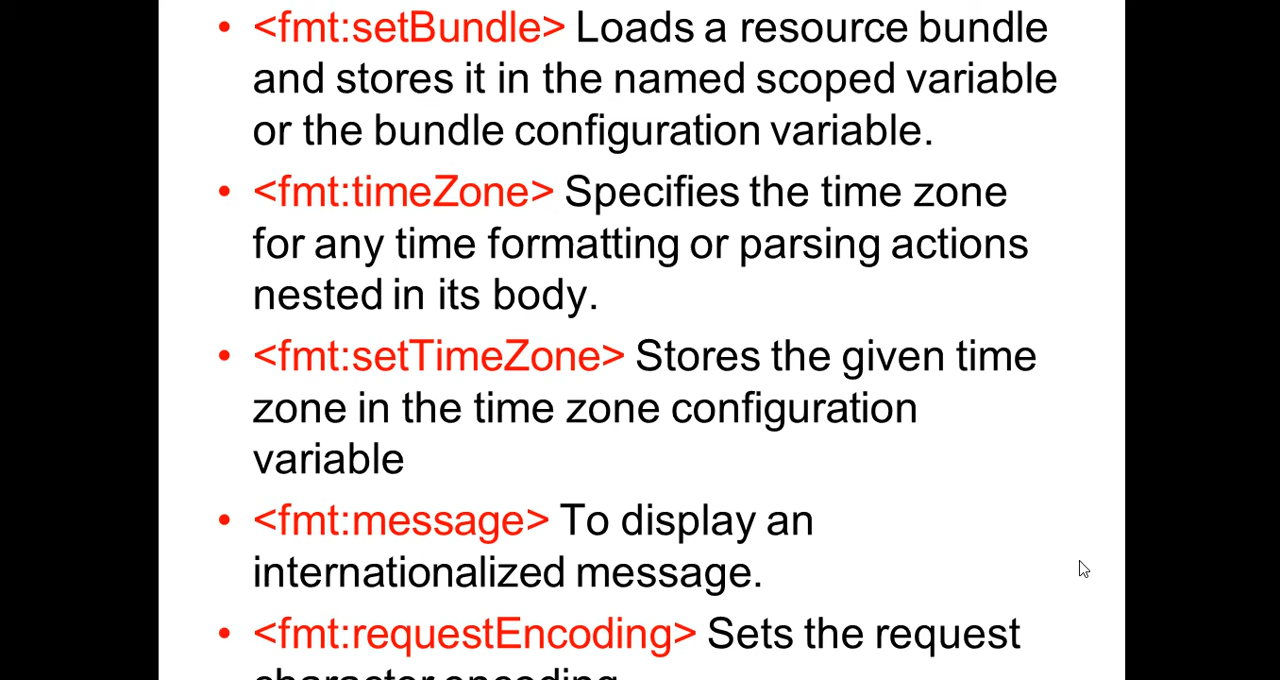 • <fmt:setBundle> Loads a resource bundle
and stores it in the named scoped variable
or the bundle configuration variable.
• <fmt:timeZone> Specifies the time zone
for any time formatting or parsing actions
nested in its body.
• <fmt:setTimeZone> Stores the given time
zone in the time zone configuration
variable
• <fmt:message> To display an
internationalized message.
• <fmt:requestEncoding> Sets the request
character encoding